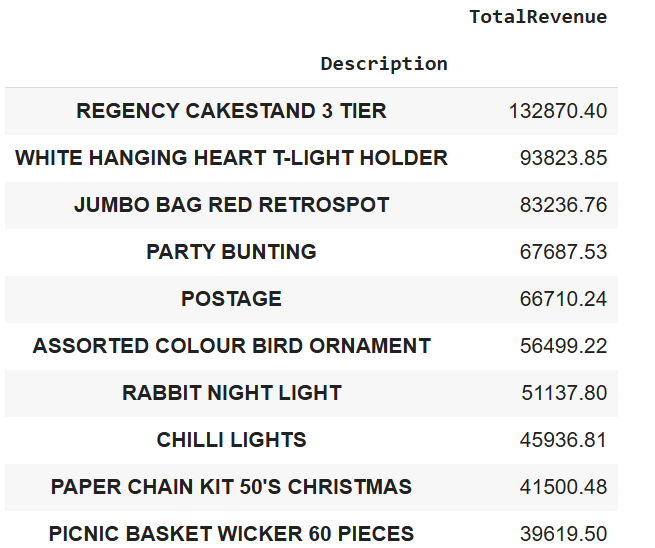 TotalRevenue
Description
REGENCY CAKESTAND 3 TIER 132870.40
WHITE HANGING HEART T-LIGHT HOLDER 93823.85
JUMBO BAG RED RETROSPOT 83236.76
PARTY BUNTING 67687.53
POSTAGE 66710.24
ASSORTED COLOUR BIRD ORNAMENT 56499.22
RABBIT NIGHT LIGHT 51137.80
CHILLI LIGHTS 45936.81
PAPER CHAIN KIT 50'S CHRISTMAS 41500.48
PICNIC BASKET WICKER 60 PIECES 39619.50